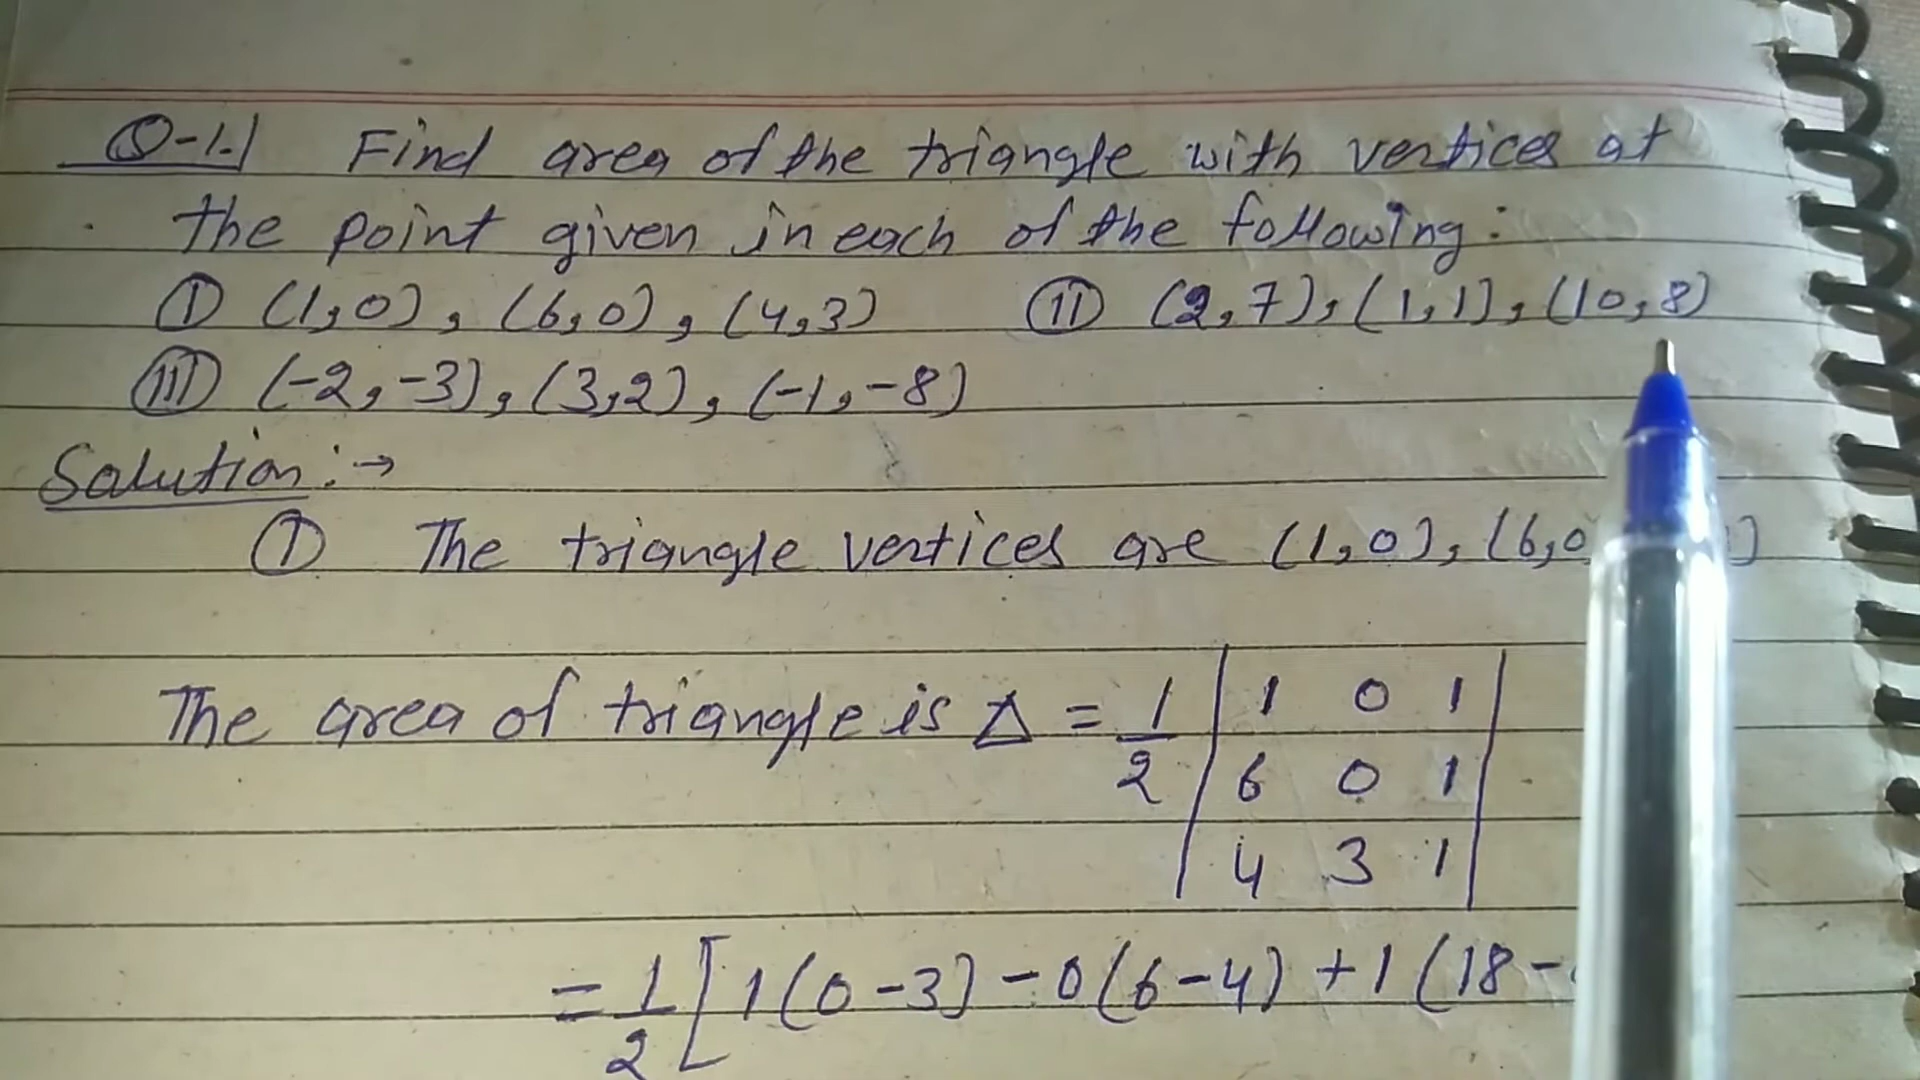 Q-1. Find area of the triangle with vertices at
the point given in each of the following:
(I) (1,0), (6,0), (4,3) (II) (2,7), (1,1), (10,8)
(III) (-2,-3), (3,2), (-1,-8)
Solution:→
(I) The triangle vertices are (1,0), (6,0 )
The area of triangle is Δ = 1/2 | 1 0 1 |
| 6 0 1 |
| 4 3 1 |
= 1/2 [ 1(0-3) - 0(6-4) + 1(18-